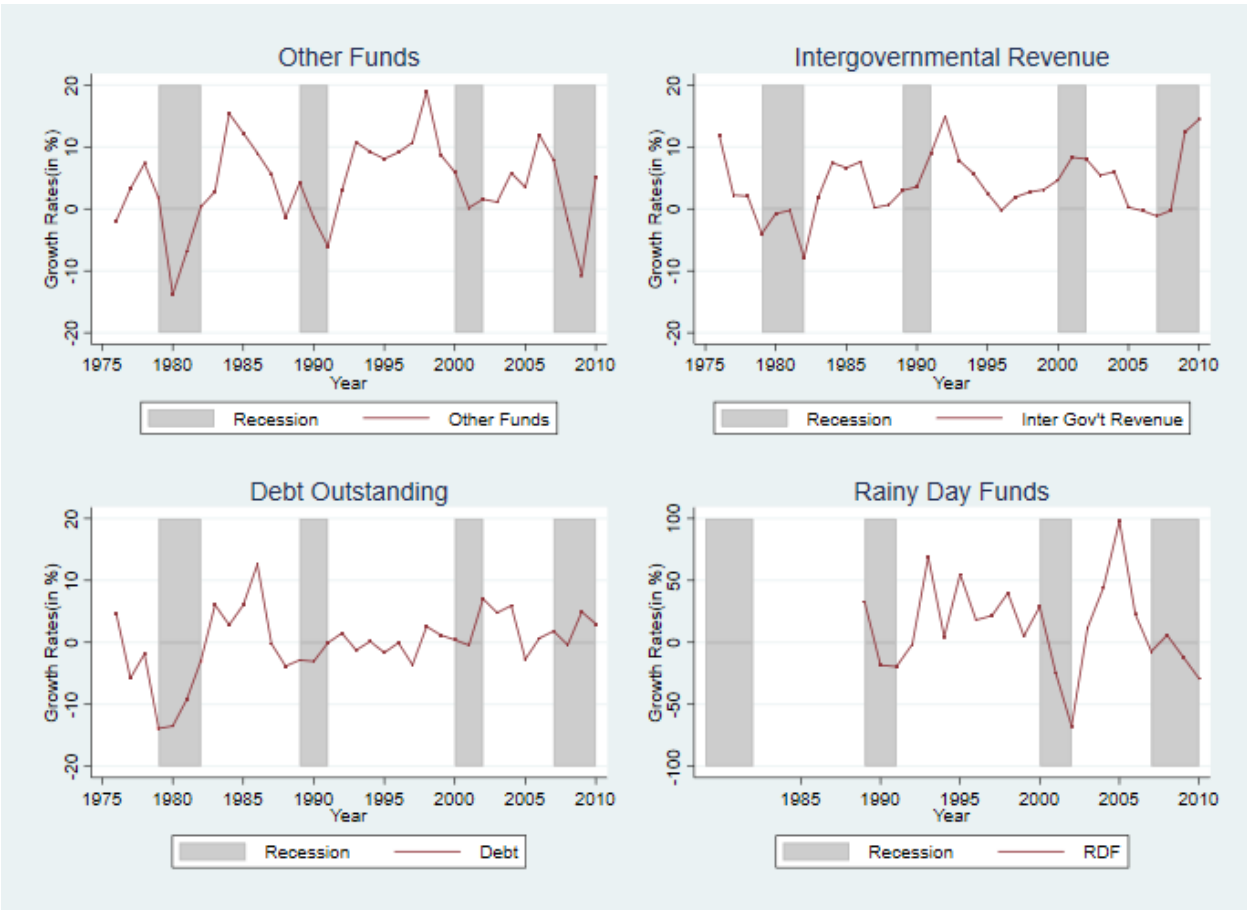 Other Funds
Growth Rates(in %)
20
10
0
-10
-20
1975 1980 1985 1990 1995 2000 2005 2010
Year
Recession Other Funds
Intergovernmental Revenue
Growth Rates(in %)
20
10
0
-10
-20
1975 1980 1985 1990 1995 2000 2005 2010
Year
Recession Inter Gov't Revenue
Debt Outstanding
Growth Rates(in %)
20
10
0
-10
-20
1975 1980 1985 1990 1995 2000 2005 2010
Year
Recession Debt
Rainy Day Funds
Growth Rates(in %)
100
50
0
-50
-100
1985 1990 1995 2000 2005 2010
Year
Recession RDF